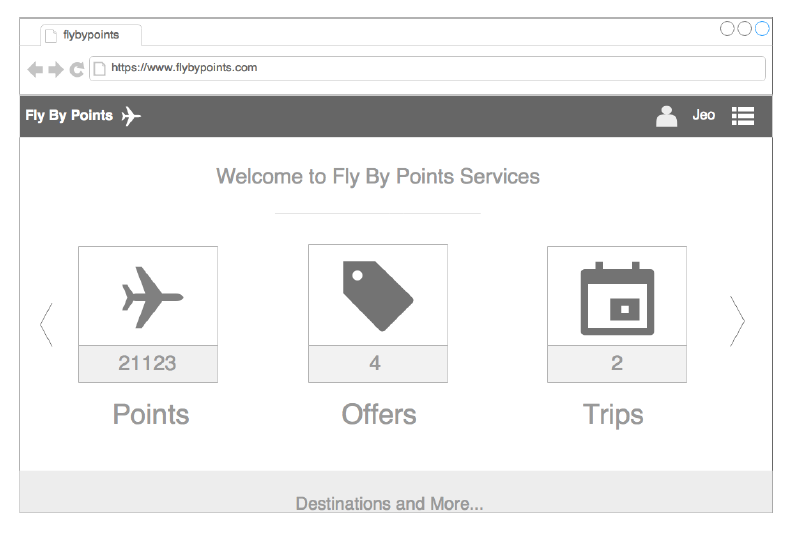 flybypoints
https://www.flybypoints.com
Fly By Points
Jeo
Welcome to Fly By Points Services
21123
4
2
Points
Offers
Trips
Destinations and More...